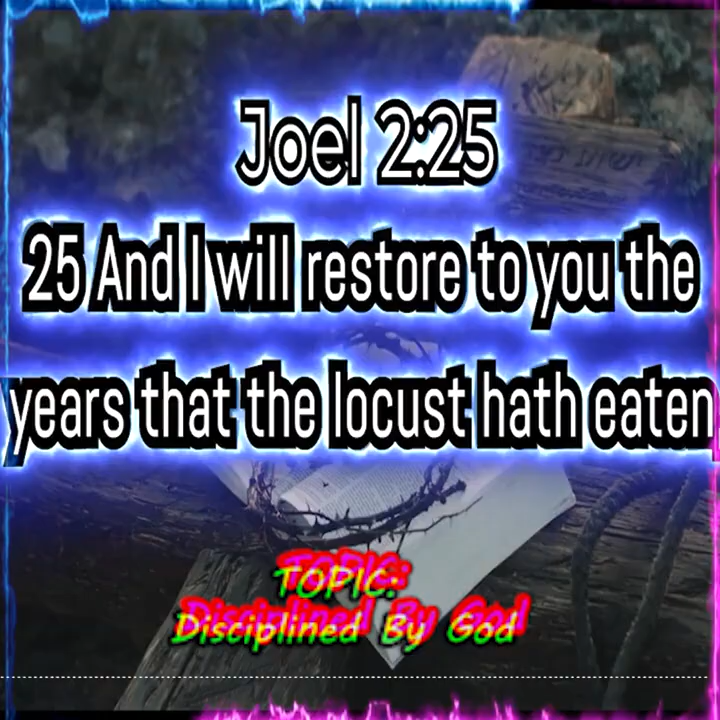 Joel 2:25
25 And I will restore to you the
years that the locust hath eaten
TOPIC:
Disciplined By God